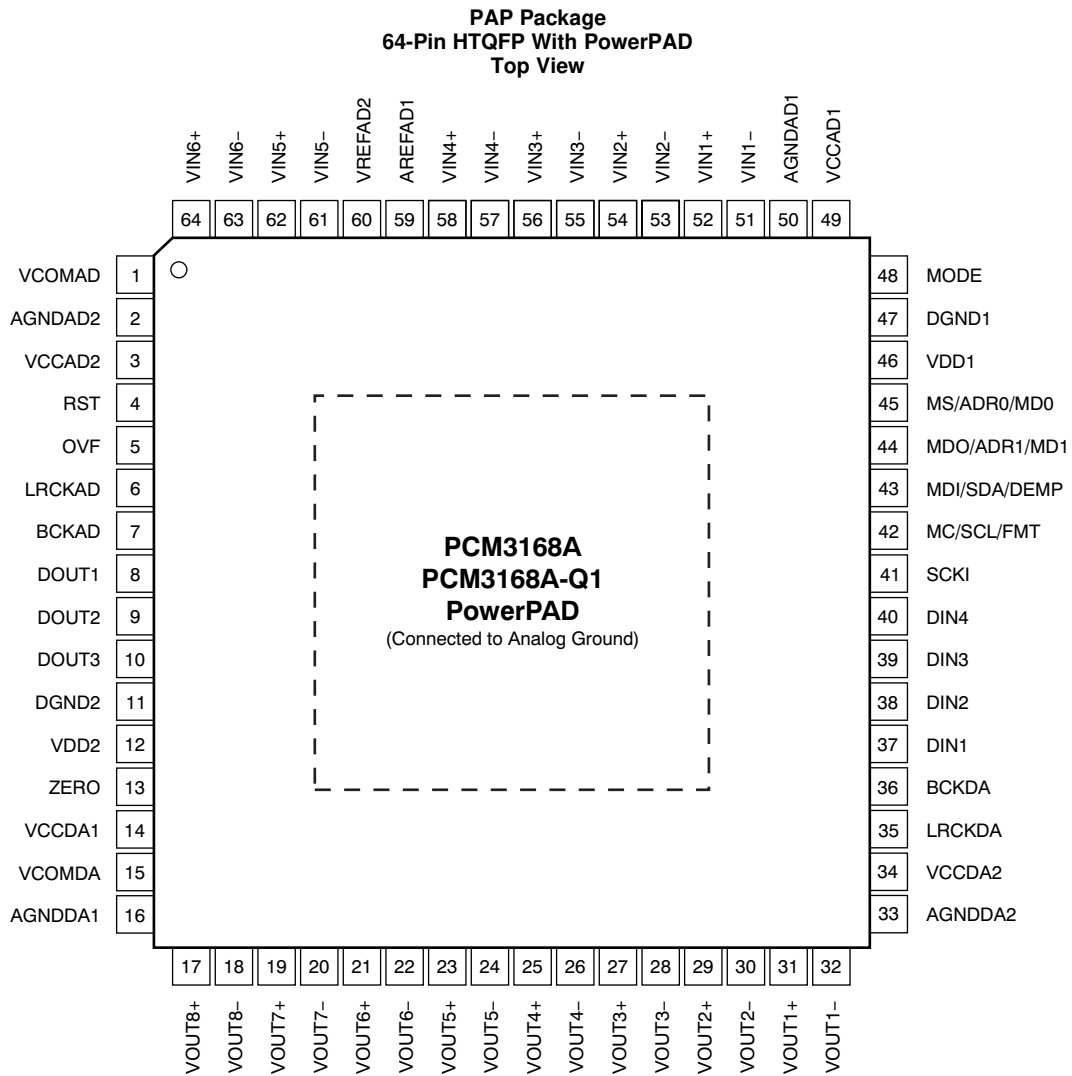 PAP Package
64-Pin HTQFP With PowerPAD
Top View
VIN6+
VIN6–
VIN5+
VIN5–
VREFAD2
AREFAD1
VIN4+
VIN4–
VIN3+
VIN3–
VIN2+
VIN2–
VIN1+
VIN1–
AGNDAD1
VCCAD1
64 63 62 61 60 59 58 57 56 55 54 53 52 51 50 49
VCOMAD 1
AGNDAD2 2
VCCAD2 3
RST 4
OVF 5
LRCKAD 6
BCKAD 7
DOUT1 8
DOUT2 9
DOUT3 10
DGND2 11
VDD2 12
ZERO 13
VCCDA1 14
VCOMDA 15
AGNDDA1 16
PCM3168A
PCM3168A-Q1
PowerPAD
(Connected to Analog Ground)
48 MODE
47 DGND1
46 VDD1
45 MS/ADR0/MD0
44 MDO/ADR1/MD1
43 MDI/SDA/DEMP
42 MC/SCL/FMT
41 SCKI
40 DIN4
39 DIN3
38 DIN2
37 DIN1
36 BCKDA
35 LRCKDA
34 VCCDA2
33 AGNDDA2
17 18 19 20 21 22 23 24 25 26 27 28 29 30 31 32
VOUT8+
VOUT8–
VOUT7+
VOUT7–
VOUT6+
VOUT6–
VOUT5+
VOUT5–
VOUT4+
VOUT4–
VOUT3+
VOUT3–
VOUT2+
VOUT2–
VOUT1+
VOUT1–